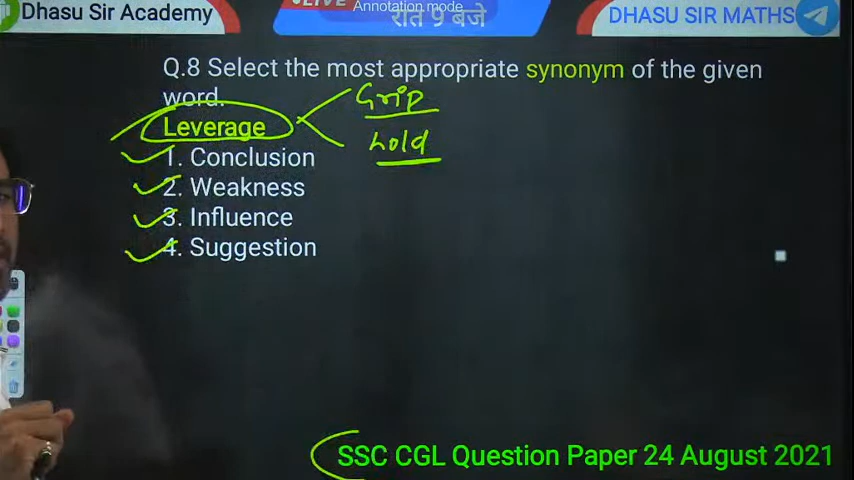 Dhasu Sir Academy
LIVE
Annotation mode
रात 9 बजे
DHASU SIR MATHS
Q.8 Select the most appropriate synonym of the given
word.
Grip
Leverage
hold
1. Conclusion
2. Weakness
3. Influence
4. Suggestion
SSC CGL Question Paper 24 August 2021